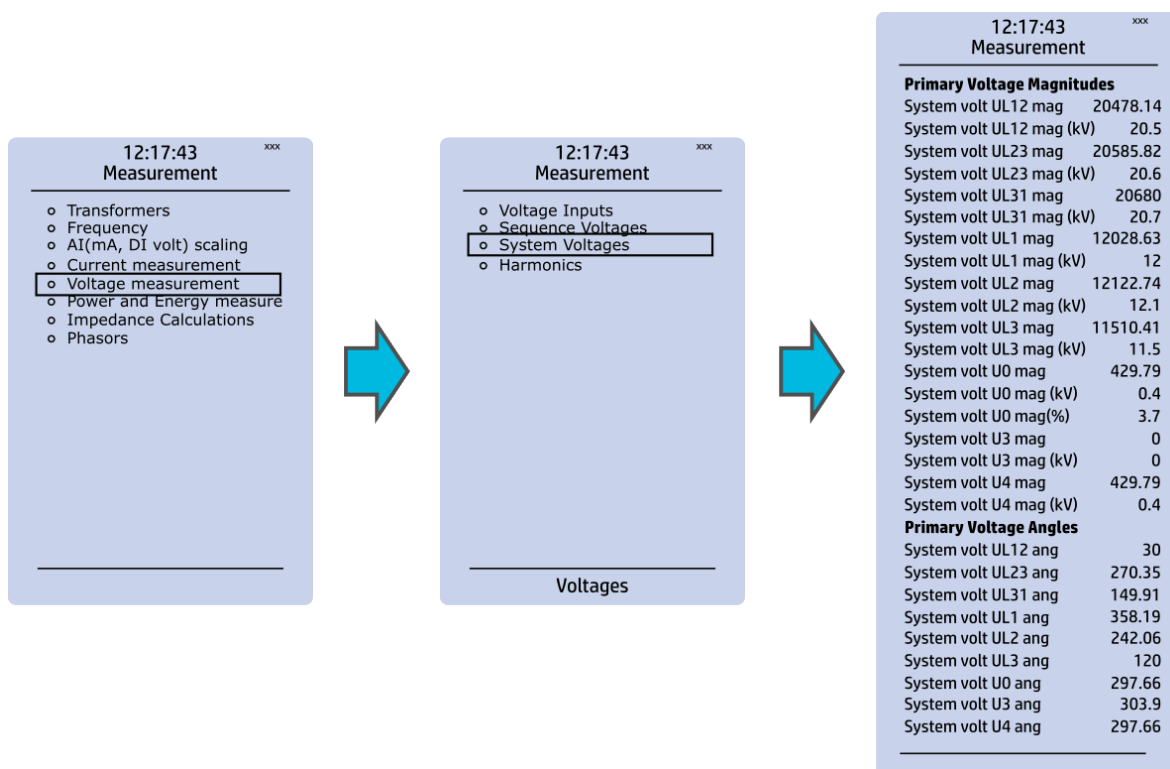 12:17:43 xxx
Measurement
Transformers
Frequency
AI(mA, DI volt) scaling
Current measurement
Voltage measurement
Power and Energy measure
Impedance Calculations
Phasors
12:17:43 xxx
Measurement
Voltage Inputs
Sequence Voltages
System Voltages
Harmonics
Voltages
12:17:43 xxx
Measurement
Primary Voltage Magnitudes
System volt UL12 mag 20478.14
System volt UL12 mag (kV) 20.5
System volt UL23 mag 20585.82
System volt UL23 mag (kV) 20.6
System volt UL31 mag 20680
System volt UL31 mag (kV) 20.7
System volt UL1 mag 12028.63
System volt UL1 mag (kV) 12
System volt UL2 mag 12122.74
System volt UL2 mag (kV) 12.1
System volt UL3 mag 11510.41
System volt UL3 mag (kV) 11.5
System volt U0 mag 429.79
System volt U0 mag (kV) 0.4
System volt U0 mag(%) 3.7
System volt U3 mag 0
System volt U3 mag (kV) 0
System volt U4 mag 429.79
System volt U4 mag (kV) 0.4
Primary Voltage Angles
System volt UL12 ang 30
System volt UL23 ang 270.35
System volt UL31 ang 149.91
System volt UL1 ang 358.19
System volt UL2 ang 242.06
System volt UL3 ang 120
System volt U0 ang 297.66
System volt U3 ang 303.9
System volt U4 ang 297.66